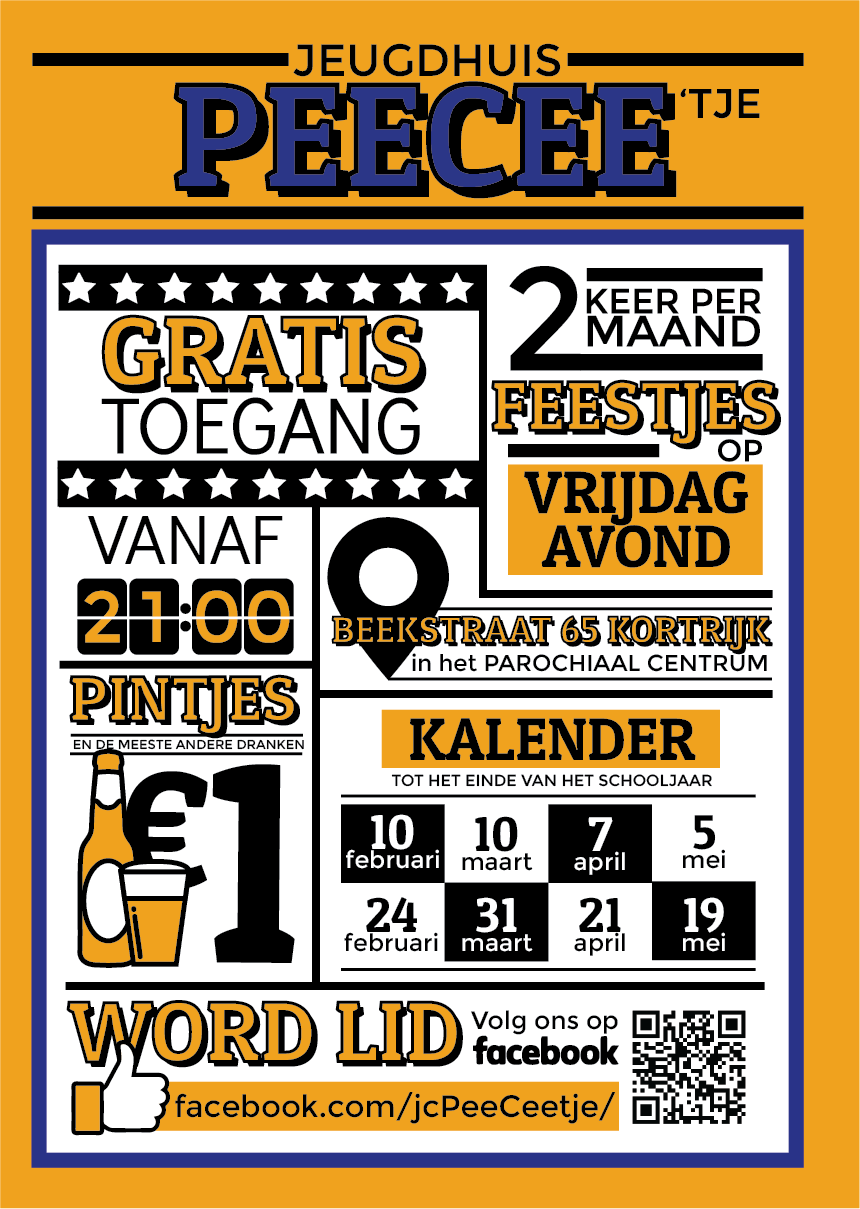 JEUGDHUIS
PEECEE 'TJE
GRATIS
TOEGANG
2 KEER PER
MAAND
FEESTJES
OP
VRIJDAG
AVOND
VANAF
21:00
BEEKSTRAAT 65 KORTRIJK
in het PAROCHIAAL CENTRUM
PINTJES
EN DE MEESTE ANDERE DRANKEN
€1
KALENDER
TOT HET EINDE VAN HET SCHOOLJAAR
10 10 7 5
februari maart april mei
24 31 21 19
februari maart april mei
WORD LID
Volg ons op
facebook
facebook.com/jcPeeCeetje/